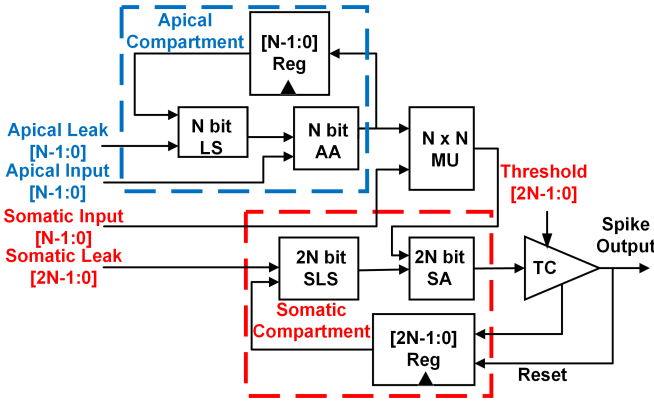 Apical
Compartment
[N-1:0]
Reg
Apical Leak
[N-1:0]
Apical Input
[N-1:0]
N bit
LS
N bit
AA
N x N
MU
Somatic Input
[N-1:0]
Somatic Leak
[2N-1:0]
Threshold
[2N-1:0]
2N bit
SLS
2N bit
SA
TC
Spike
Output
Somatic
Compartment
[2N-1:0]
Reg
Reset